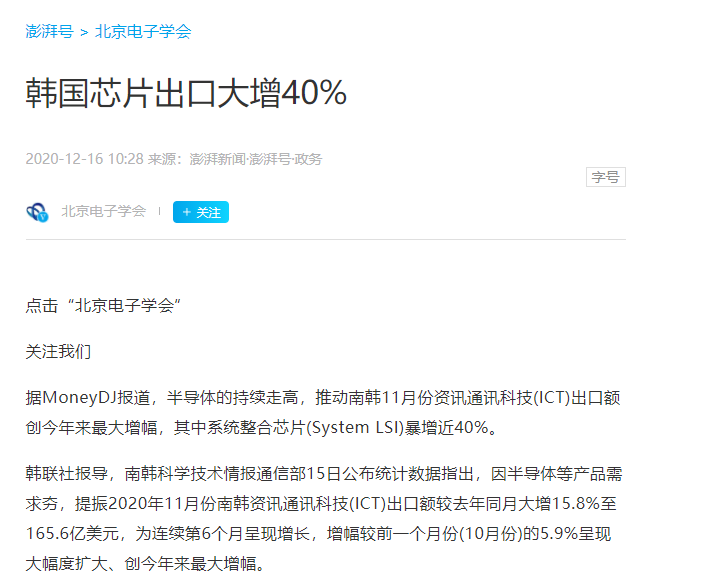 澎湃号 > 北京电子学会
韩国芯片出口大增40%
2020-12-16 10:28 来源：澎湃新闻·澎湃号·政务
字号
北京电子学会
+ 关注
点击“北京电子学会”
关注我们
据MoneyDJ报道，半导体的持续走高，推动南韩11月份资讯通讯科技(ICT)出口额
创今年来最大增幅，其中系统整合芯片(System LSI)暴增近40%。
韩联社报导，南韩科学技术情报通信部15日公布统计数据指出，因半导体等产品需
求夯，提振2020年11月份南韩资讯通讯科技(ICT)出口额较去年同月大增15.8%至
165.6亿美元，为连续第6个月呈现增长，增幅较前一个月份(10月份)的5.9%呈现
大幅度扩大、创今年来最大增幅。